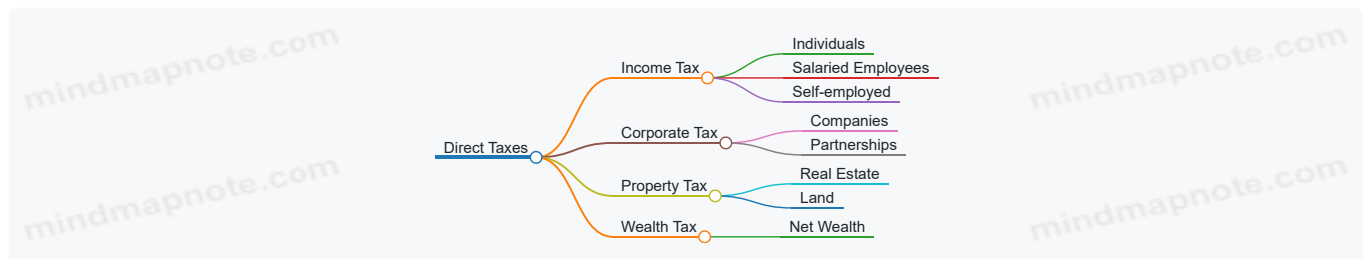 mindmapnote.com
mindmapnote.com
Direct Taxes
Income Tax
Individuals
Salaried Employees
Self-employed
Corporate Tax
Companies
Partnerships
Property Tax
Real Estate
Land
Wealth Tax
Net Wealth
mindmapnote.com
mindmapnote.com